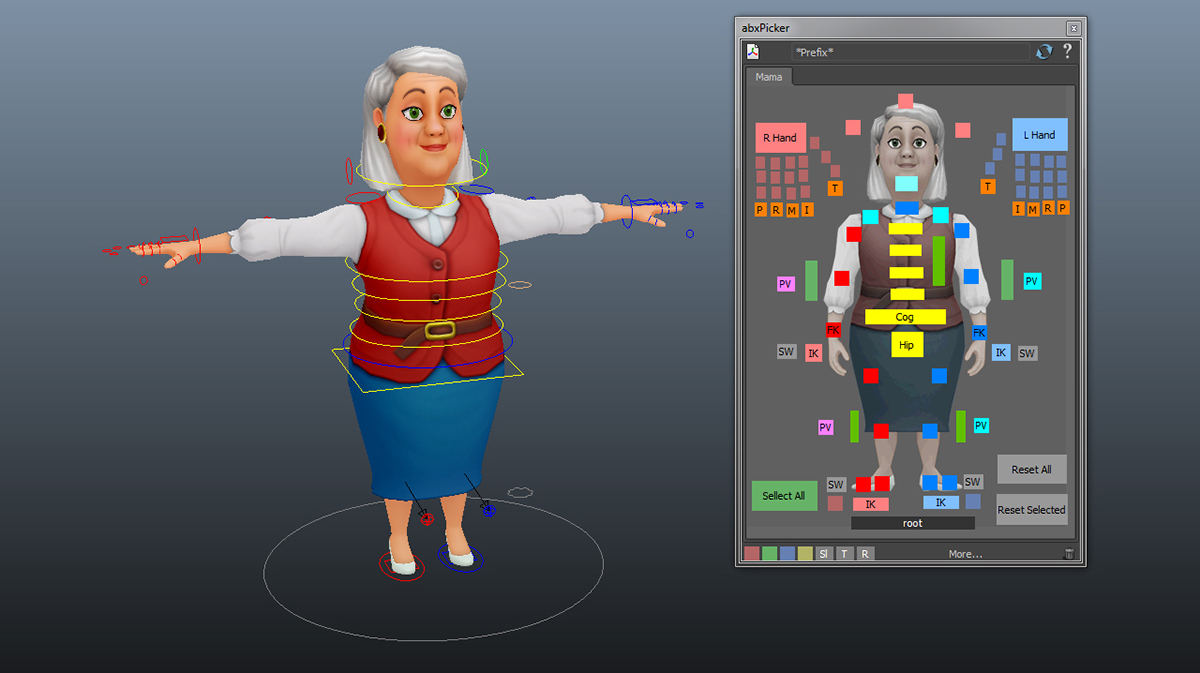 abxPicker
x
*Prefix* ?
Mama
R Hand
L Hand
T
T
P R M I
I M R P
PV
PV
Cog
FK
FK
Hip
SW IK
IK SW
PV
PV
Reset All
SW
SW
Sellect All
IK
IK
Reset Selected
root
Sl T R More...